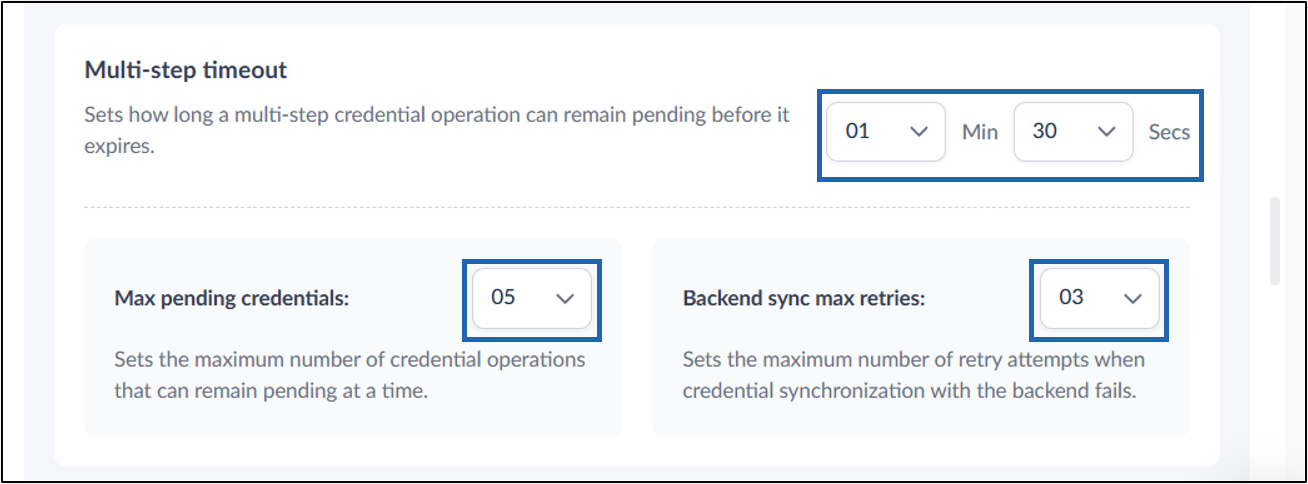 Multi-step timeout
Sets how long a multi-step credential operation can remain pending before it
expires.
01 Min 30 Secs
Max pending credentials: 05
Sets the maximum number of credential operations
that can remain pending at a time.
Backend sync max retries: 03
Sets the maximum number of retry attempts when
credential synchronization with the backend fails.